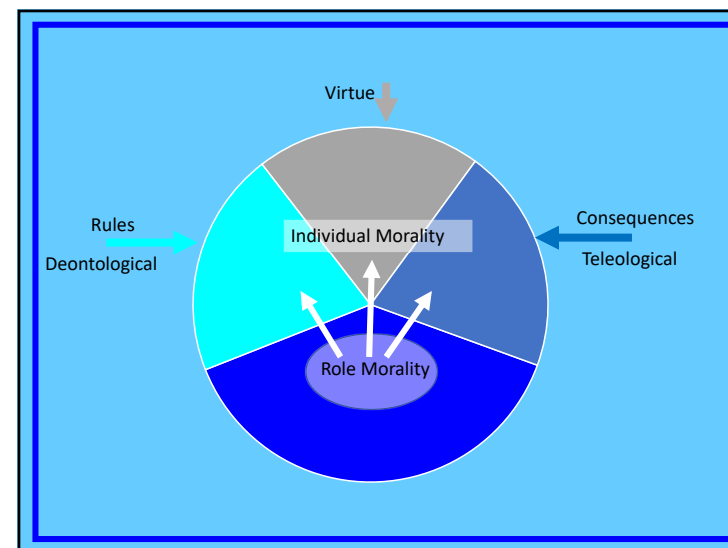 Virtue
Rules
Deontological
Consequences
Teleological
Individual Morality
Role Morality